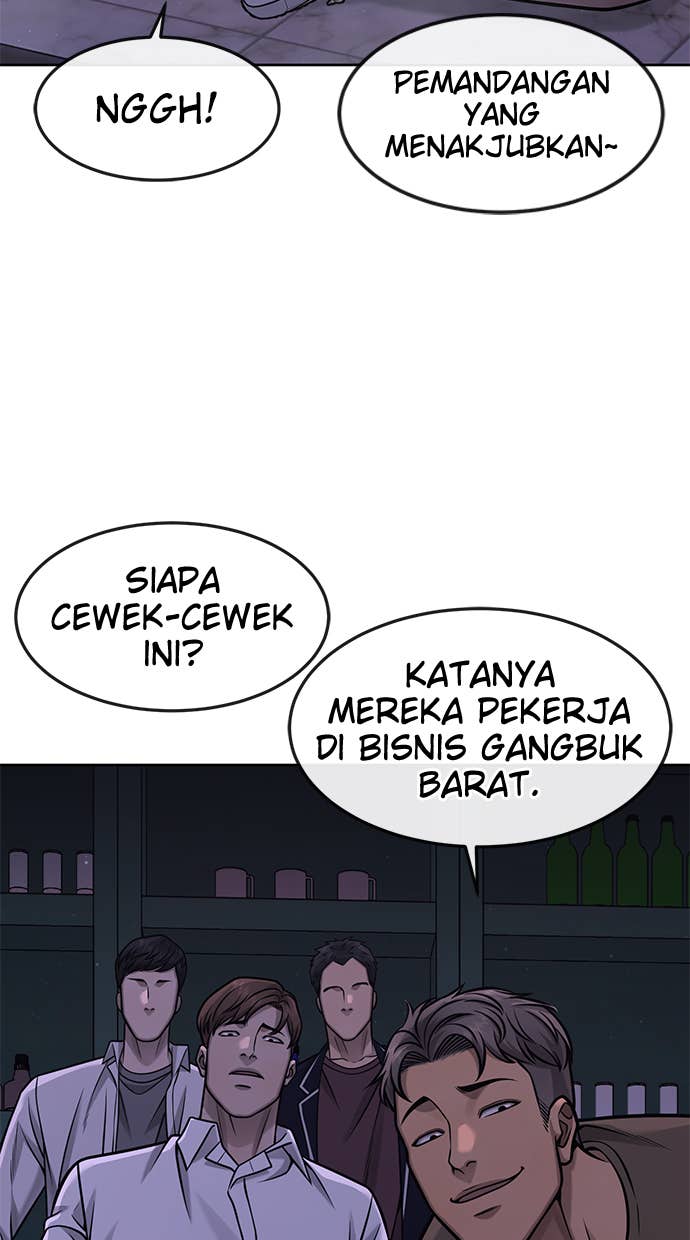 NGGH!
PEMANDANGAN
YANG
MENAKJUBKAN~
SIAPA
CEWEK-CEWEK
INI?
KATANYA
MEREKA PEKERJA
DI BISNIS GANGBUK
BARAT.